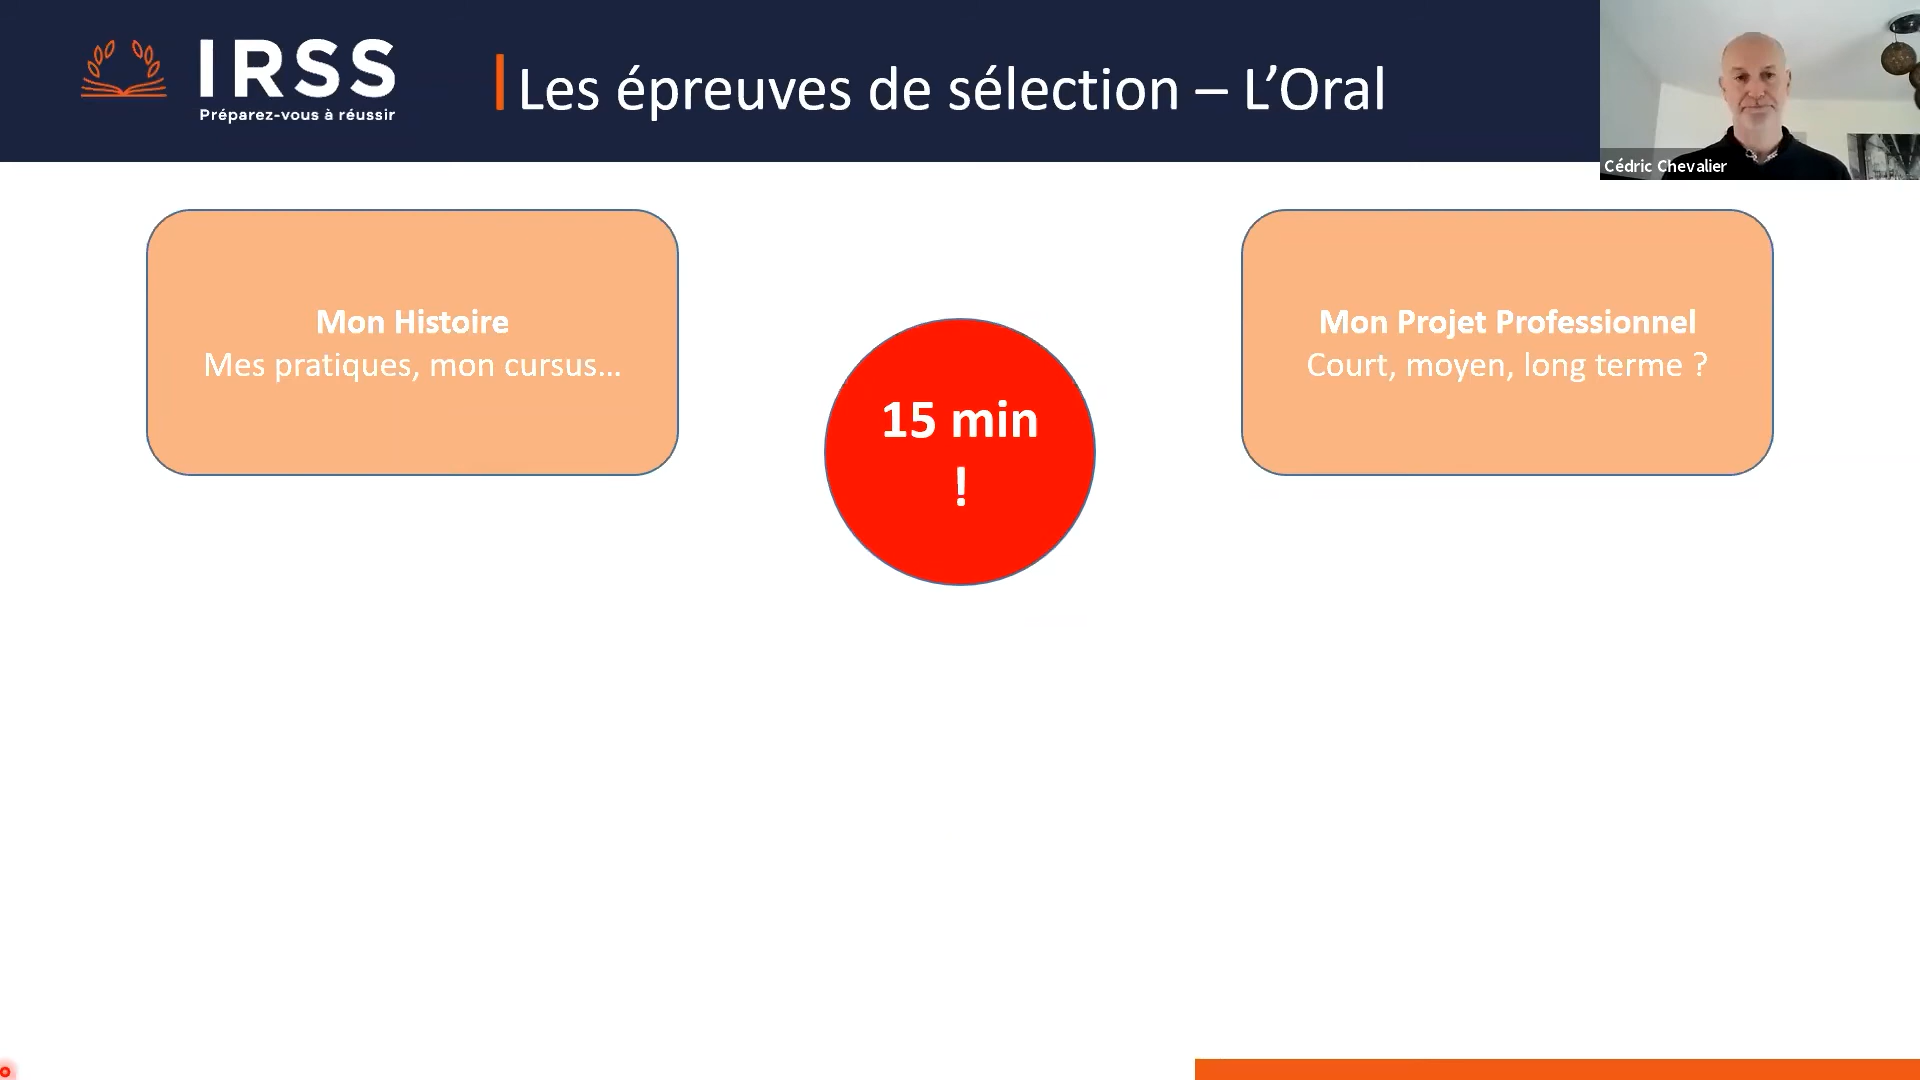 IRSS
Préparez-vous à réussir
Les épreuves de sélection – L’Oral
Cédric Chevalier
Mon Histoire
Mes pratiques, mon cursus...
15 min
!
Mon Projet Professionnel
Court, moyen, long terme ?